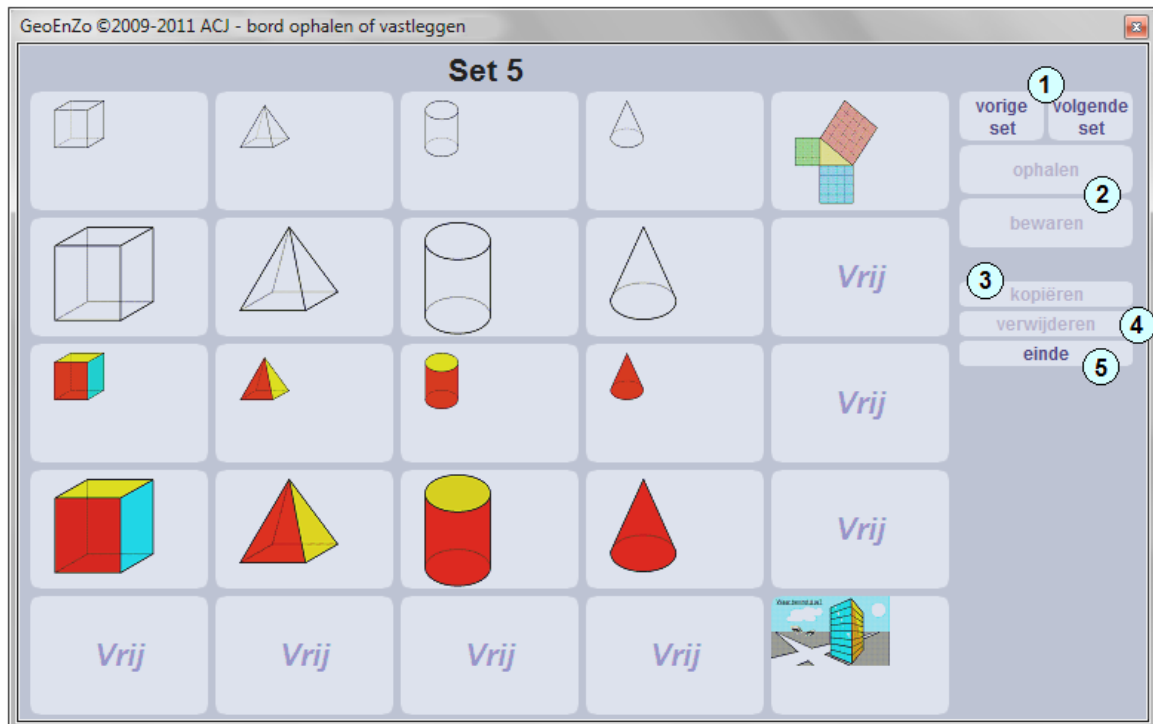 GeoEnZo ©2009-2011 ACJ - bord ophalen of vastleggen
x
Set 5
1
vorige set
volgende set
ophalen
2
bewaren
Vrij
3
kopiëren
verwijderen
4
einde
5
Vrij
Vrij
Vrij
Vrij
Vrij
Vrij